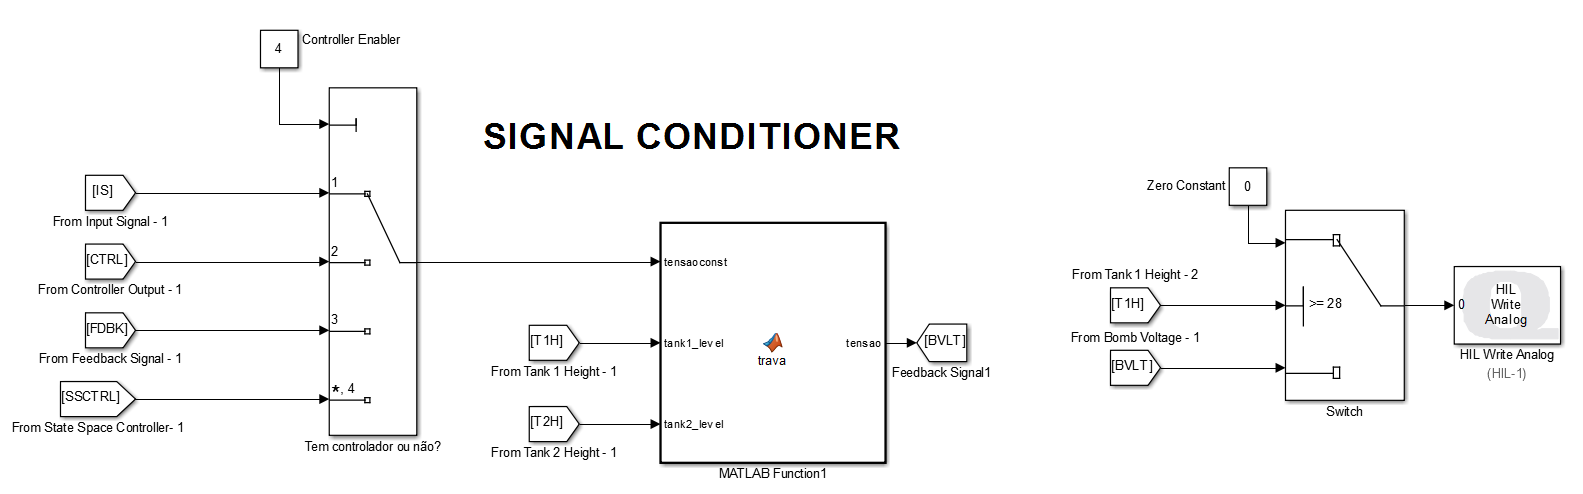 4
Controller Enabler
SIGNAL CONDITIONER
[IS]
From Input Signal - 1
1
[CTRL]
From Controller Output - 1
2
[FDBK]
From Feedback Signal - 1
3
[SSCTRL]
From State Space Controller- 1
*, 4
Tem controlador ou não?
tensaoconst
[T1H]
From Tank 1 Height - 1
tank1_level
[T2H]
From Tank 2 Height - 1
tank2_level
trava
tensao
MATLAB Function1
[BVLT]
Feedback Signal1
Zero Constant
0
From Tank 1 Height - 2
[T1H]
>= 28
From Bomb Voltage - 1
[BVLT]
Switch
0
HIL
Write
Analog
HIL Write Analog
(HIL-1)